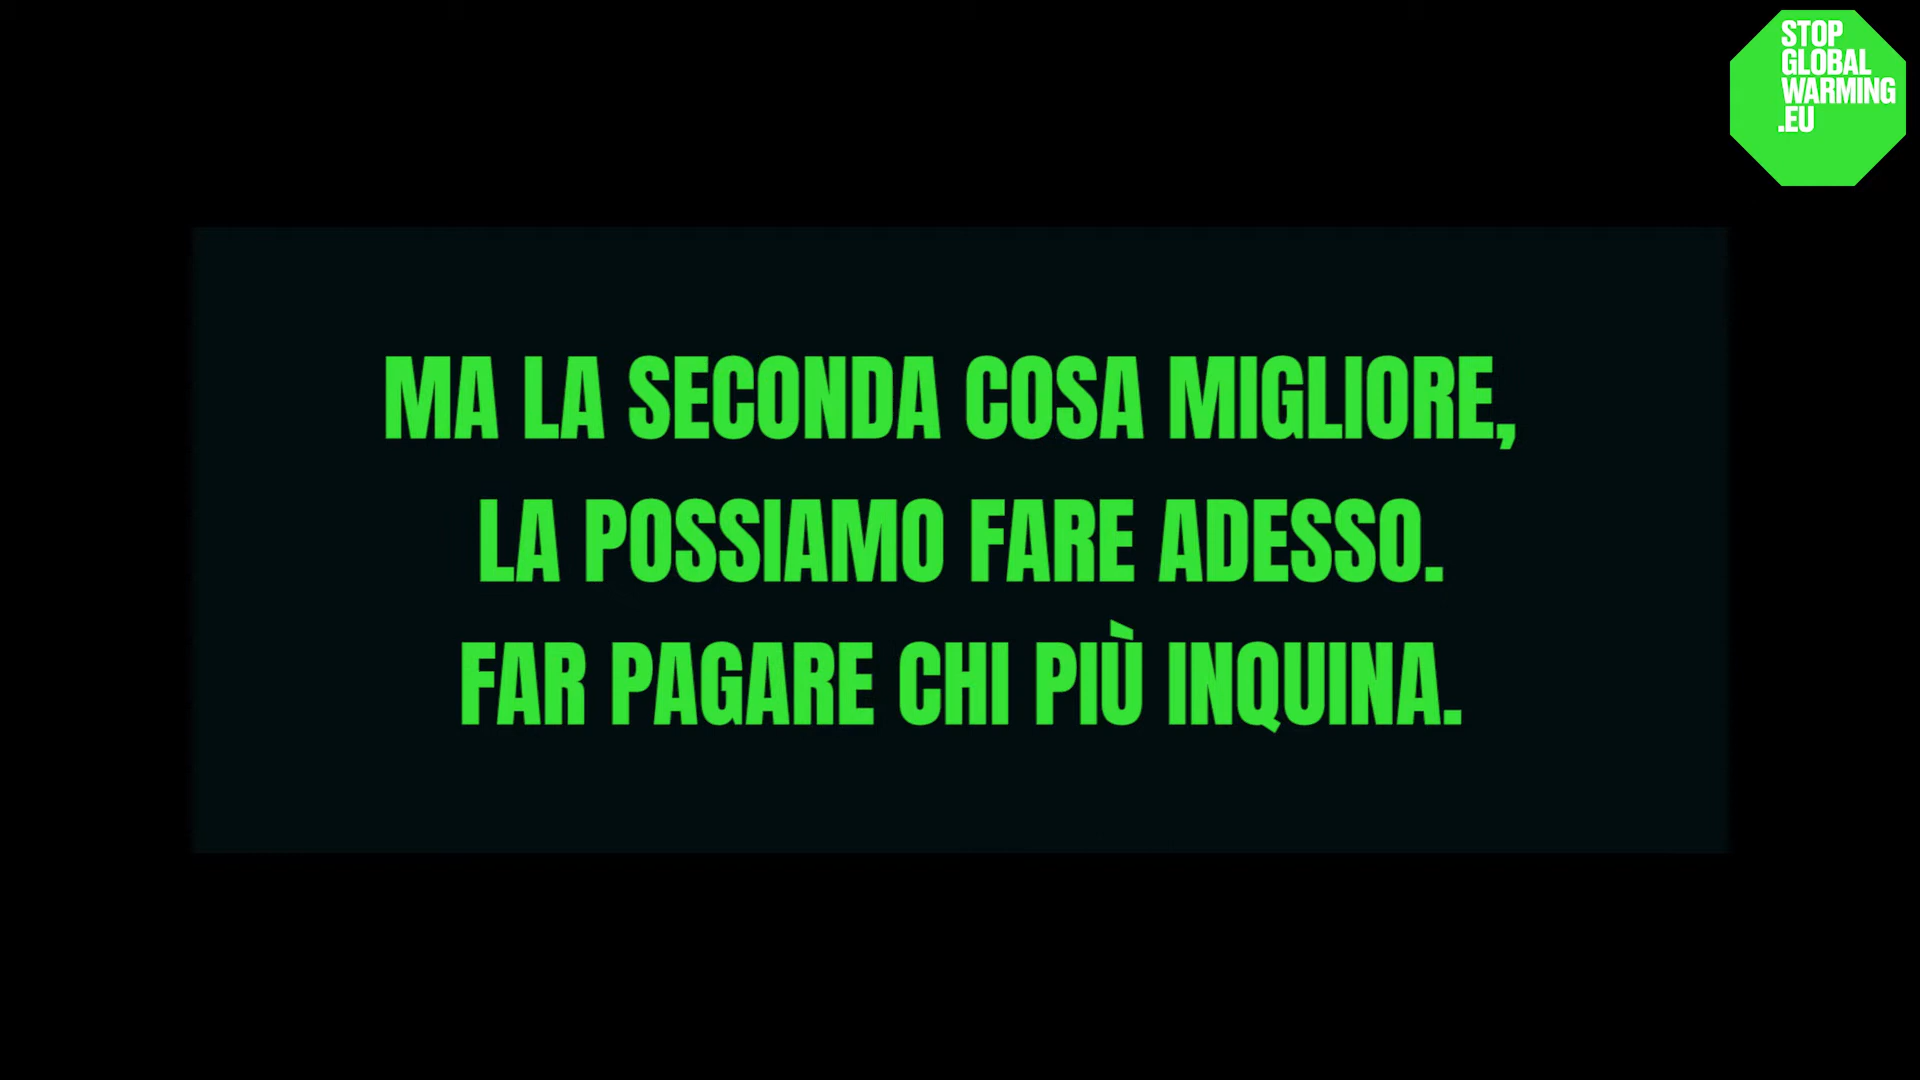 STOP
GLOBAL
WARMING
.EU
MA LA SECONDA COSA MIGLIORE,
LA POSSIAMO FARE ADESSO.
FAR PAGARE CHI PIÙ INQUINA.